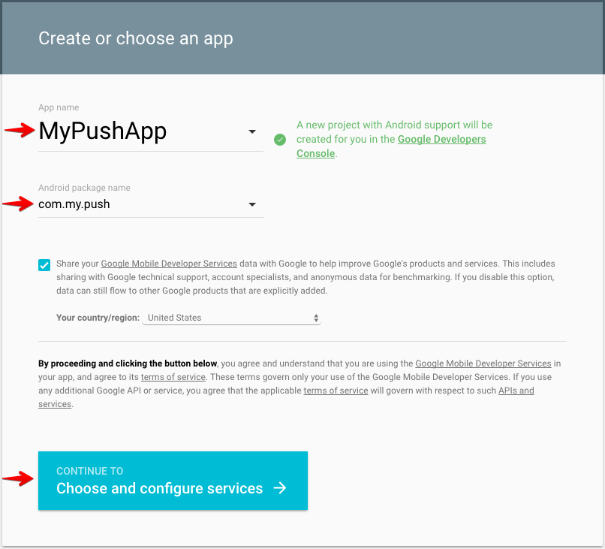 Create or choose an app
App name
MyPushApp
A new project with Android support will be
created for you in the Google Developers
Console.
Android package name
com.my.push
Share your Google Mobile Developer Services data with Google to help improve Google's products and services. This includes
sharing with Google technical support, account specialists, and anonymous data for benchmarking. If you disable this option,
data can still flow to other Google products that are explicitly added.
Your country/region: United States
By proceeding and clicking the button below, you agree and understand that you are using the Google Mobile Developer Services in
your app, and agree to its terms of service. These terms govern only your use of the Google Mobile Developer Services. If you use
any additional Google API or service, you agree that the applicable terms of service will govern with respect to such APIs and
services.
CONTINUE TO
Choose and configure services